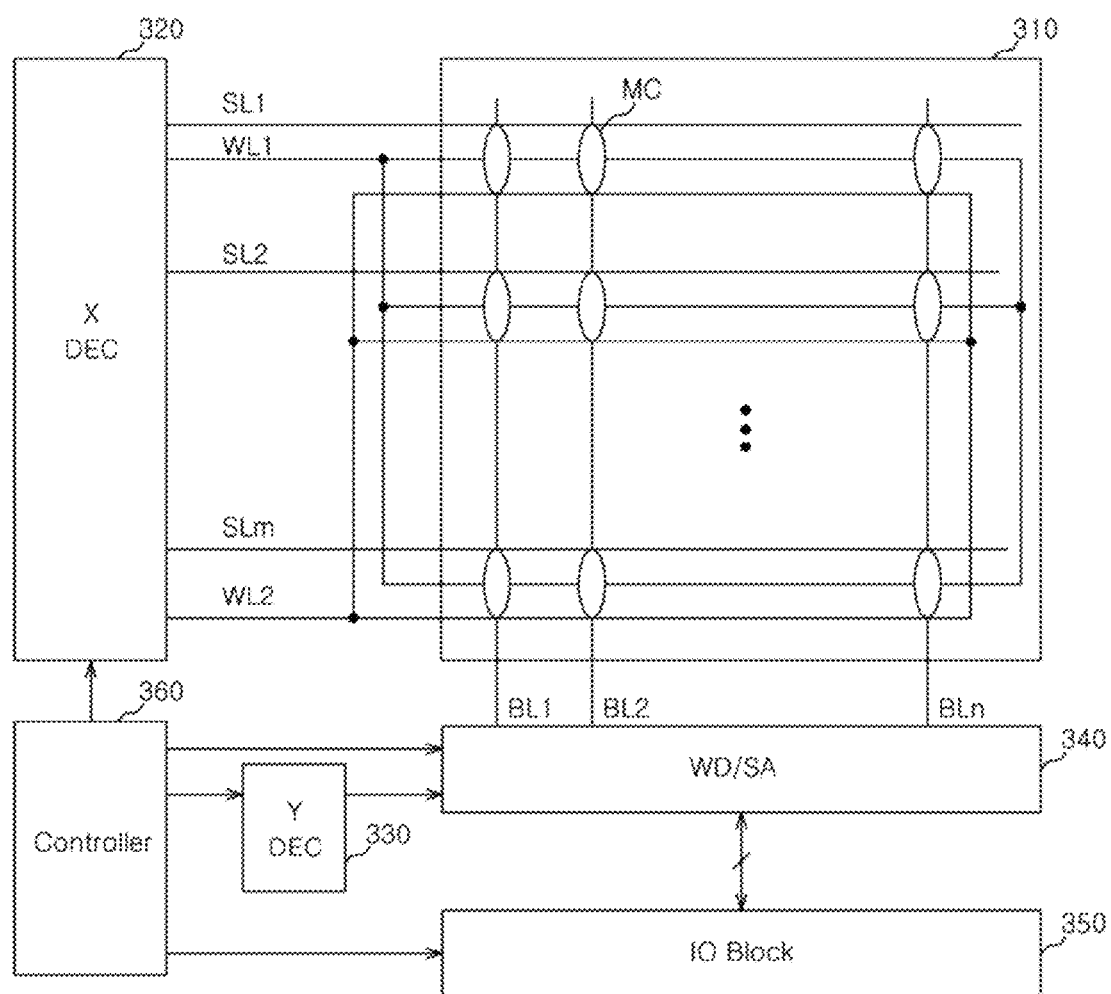 320
310
SL1
MC
WL1
SL2
X
DEC
SLm
WL2
360
BL1
BL2
BLn
340
WD/SA
Controller
Y
DEC
330
350
IO Block